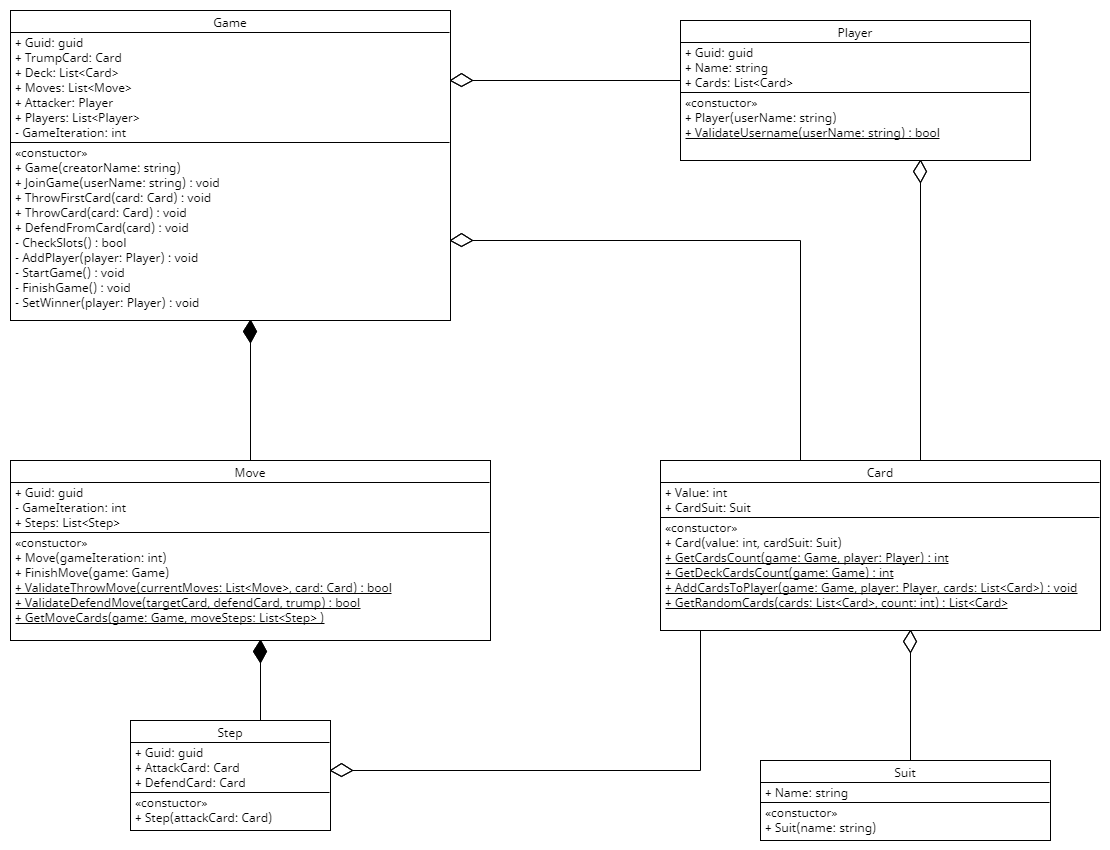 Game
+ Guid: guid
+ TrumpCard: Card
+ Deck: List<Card>
+ Moves: List<Move>
+ Attacker: Player
+ Players: List<Player>
- GameIteration: int
«constuctor»
+ Game(creatorName: string)
+ JoinGame(userName: string) : void
+ ThrowFirstCard(card: Card) : void
+ ThrowCard(card: Card) : void
+ DefendFromCard(card) : void
- CheckSlots() : bool
- AddPlayer(player: Player) : void
- StartGame() : void
- FinishGame() : void
- SetWinner(player: Player) : void
Player
+ Guid: guid
+ Name: string
+ Cards: List<Card>
«constuctor»
+ Player(userName: string)
+ ValidateUsername(userName: string) : bool
Move
+ Guid: guid
- GameIteration: int
+ Steps: List<Step>
«constuctor»
+ Move(gameIteration: int)
+ FinishMove(game: Game)
+ ValidateThrowMove(currentMoves: List<Move>, card: Card) : bool
+ ValidateDefendMove(targetCard, defendCard, trump) : bool
+ GetMoveCards(game: Game, moveSteps: List<Step> )
Card
+ Value: int
+ CardSuit: Suit
«constuctor»
+ Card(value: int, cardSuit: Suit)
+ GetCardsCount(game: Game, player: Player) : int
+ GetDeckCardsCount(game: Game) : int
+ AddCardsToPlayer(game: Game, player: Player, cards: List<Card>) : void
+ GetRandomCards(cards: List<Card>, count: int) : List<Card>
Step
+ Guid: guid
+ AttackCard: Card
+ DefendCard: Card
«constuctor»
+ Step(attackCard: Card)
Suit
+ Name: string
«constuctor»
+ Suit(name: string)